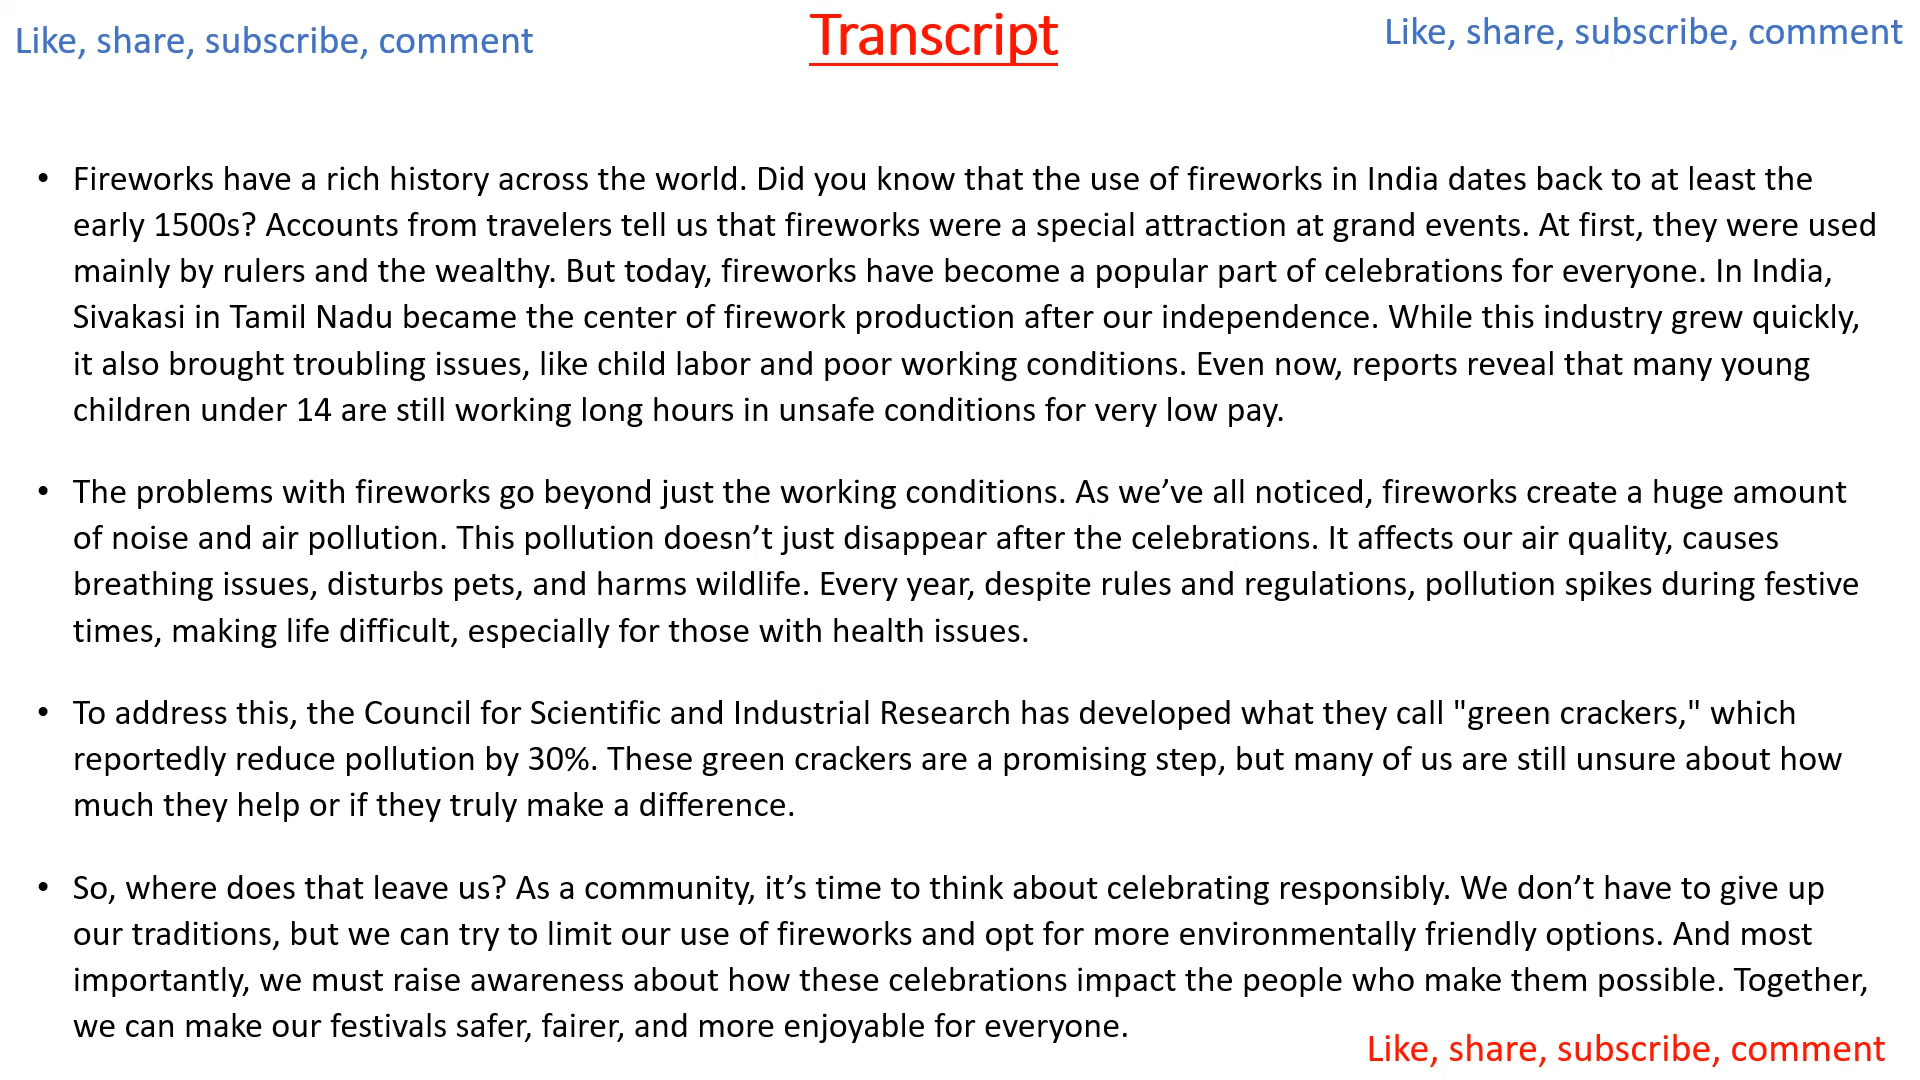 Like, share, subscribe, comment
Transcript
Like, share, subscribe, comment
• Fireworks have a rich history across the world. Did you know that the use of fireworks in India dates back to at least the
early 1500s? Accounts from travelers tell us that fireworks were a special attraction at grand events. At first, they were used
mainly by rulers and the wealthy. But today, fireworks have become a popular part of celebrations for everyone. In India,
Sivakasi in Tamil Nadu became the center of firework production after our independence. While this industry grew quickly,
it also brought troubling issues, like child labor and poor working conditions. Even now, reports reveal that many young
children under 14 are still working long hours in unsafe conditions for very low pay.
• The problems with fireworks go beyond just the working conditions. As we’ve all noticed, fireworks create a huge amount
of noise and air pollution. This pollution doesn’t just disappear after the celebrations. It affects our air quality, causes
breathing issues, disturbs pets, and harms wildlife. Every year, despite rules and regulations, pollution spikes during festive
times, making life difficult, especially for those with health issues.
• To address this, the Council for Scientific and Industrial Research has developed what they call "green crackers," which
reportedly reduce pollution by 30%. These green crackers are a promising step, but many of us are still unsure about how
much they help or if they truly make a difference.
• So, where does that leave us? As a community, it’s time to think about celebrating responsibly. We don’t have to give up
our traditions, but we can try to limit our use of fireworks and opt for more environmentally friendly options. And most
importantly, we must raise awareness about how these celebrations impact the people who make them possible. Together,
we can make our festivals safer, fairer, and more enjoyable for everyone.
Like, share, subscribe, comment